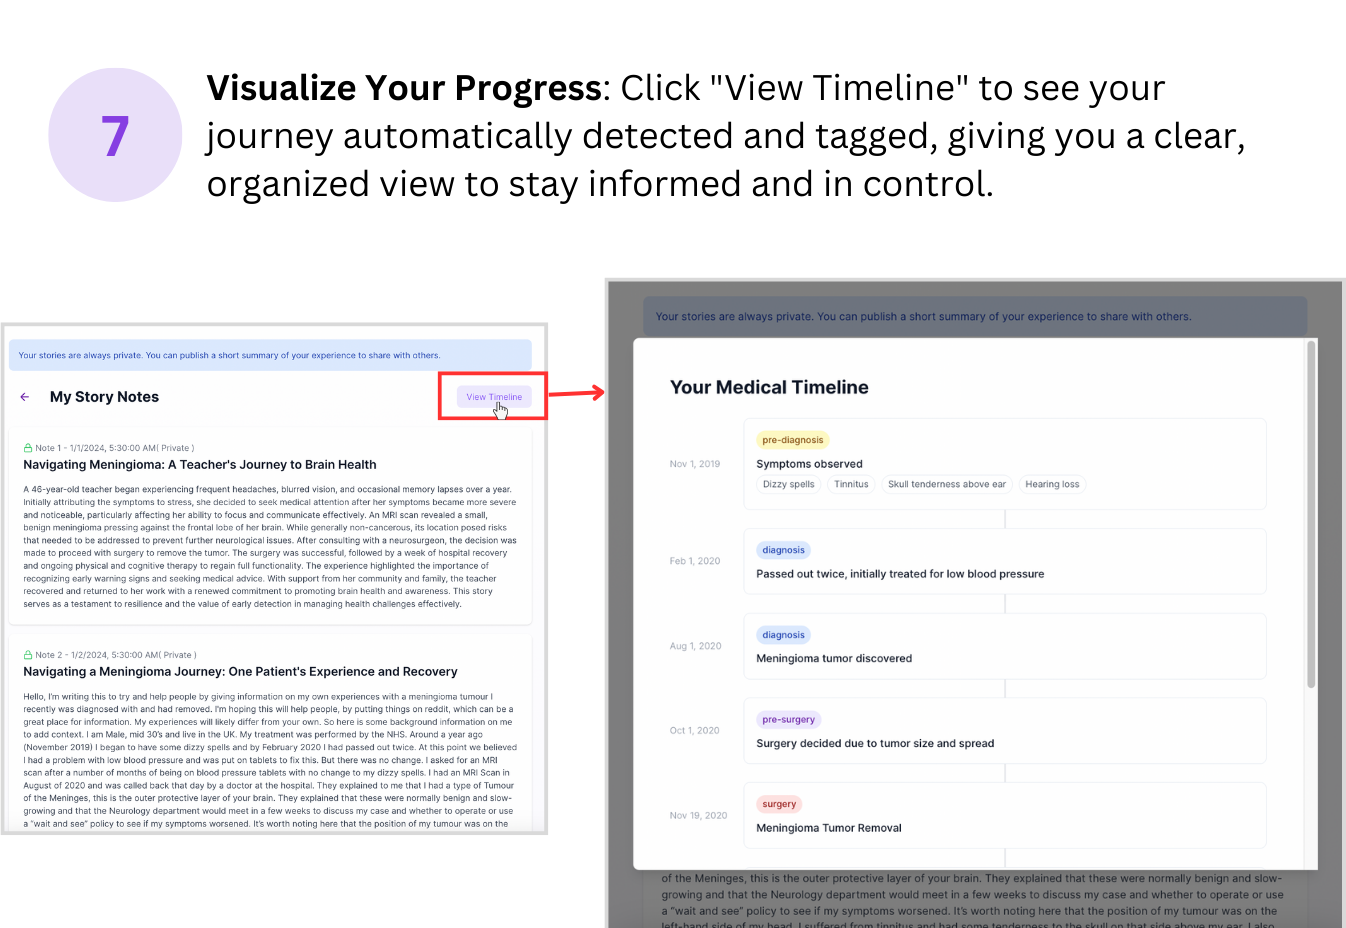 7
Visualize Your Progress: Click "View Timeline" to see your
journey automatically detected and tagged, giving you a clear,
organized view to stay informed and in control.
Your stories are always private. You can publish a short summary of your experience to share with others.
My Story Notes
View Timeline
Note 1 - 1/1/2024, 5:30:00 AM( Private )
Navigating Meningioma: A Teacher's Journey to Brain Health
A 46-year-old teacher began experiencing frequent headaches, blurred vision, and occasional memory lapses over a year.
Initially attributing the symptoms to stress, she decided to seek medical attention after her symptoms became more severe
and noticeable, particularly affecting her ability to focus and communicate effectively. An MRI scan revealed a small,
benign meningioma pressing against the frontal lobe of her brain. While generally non-cancerous, its location posed risks
that needed to be addressed to prevent further neurological issues. After consulting with a neurosurgeon, the decision was
made to proceed with surgery to remove the tumor. The surgery was successful, followed by a week of hospital recovery
and ongoing physical and cognitive therapy to regain full functionality. The experience highlighted the importance of
recognizing early warning signs and seeking medical advice. With support from her community and family, the teacher
recovered and returned to her work with a renewed commitment to promoting brain health and awareness. This story
serves as a testament to resilience and the value of early detection in managing health challenges effectively.
Note 2 - 1/2/2024, 5:30:00 AM( Private )
Navigating a Meningioma Journey: One Patient's Experience and Recovery
Hello, I'm writing this to try and help people by giving information on my own experiences with a meningioma tumour I
recently was diagnosed with and had removed. I'm hoping this will help people, by putting things on reddit, which can be a
great place for information. My experiences will likely differ from your own. So here is some background information on me
to add context. I am Male, mid 30's and live in the UK. My treatment was performed by the NHS. Around a year ago
(November 2019) I began to have some dizzy spells and by February 2020 I had passed out twice. At this point we believed
I had a problem with low blood pressure and was put on tablets to fix this. But there was no change. I asked for an MRI
scan after a number of months of being on blood pressure tablets with no change to my dizzy spells. I had an MRI Scan in
August of 2020 and was called back that day by a doctor at the hospital. They explained to me that I had a type of Tumour
of the Meninges, this is the outer protective layer of your brain. They explained that these were normally benign and slow-
growing and that the Neurology department would meet in a few weeks to discuss my case and whether to operate or use
a "wait and see" policy to see if my symptoms worsened. It's worth noting here that the position of my tumour was on the
Your stories are always private. You can publish a short summary of your experience to share with others.
Your Medical Timeline
Nov 1, 2019
pre-diagnosis
Symptoms observed
Dizzy spells Tinnitus Skull tenderness above ear Hearing loss
Feb 1, 2020
diagnosis
Passed out twice, initially treated for low blood pressure
Aug 1, 2020
diagnosis
Meningioma tumor discovered
Oct 1, 2020
pre-surgery
Surgery decided due to tumor size and spread
Nov 19, 2020
surgery
Meningioma Tumor Removal
of the Meninges, this is the outer protective layer of your brain. They explained that these were normally benign and slow-
growing and that the Neurology department would meet in a few weeks to discuss my case and whether to operate or use
a "wait and see" policy to see if my symptoms worsened. It's worth noting here that the position of my tumour was on the
left-hand side of my head. I suffered from tinnitus and had some tenderness to the skull on that side above my ear. I also